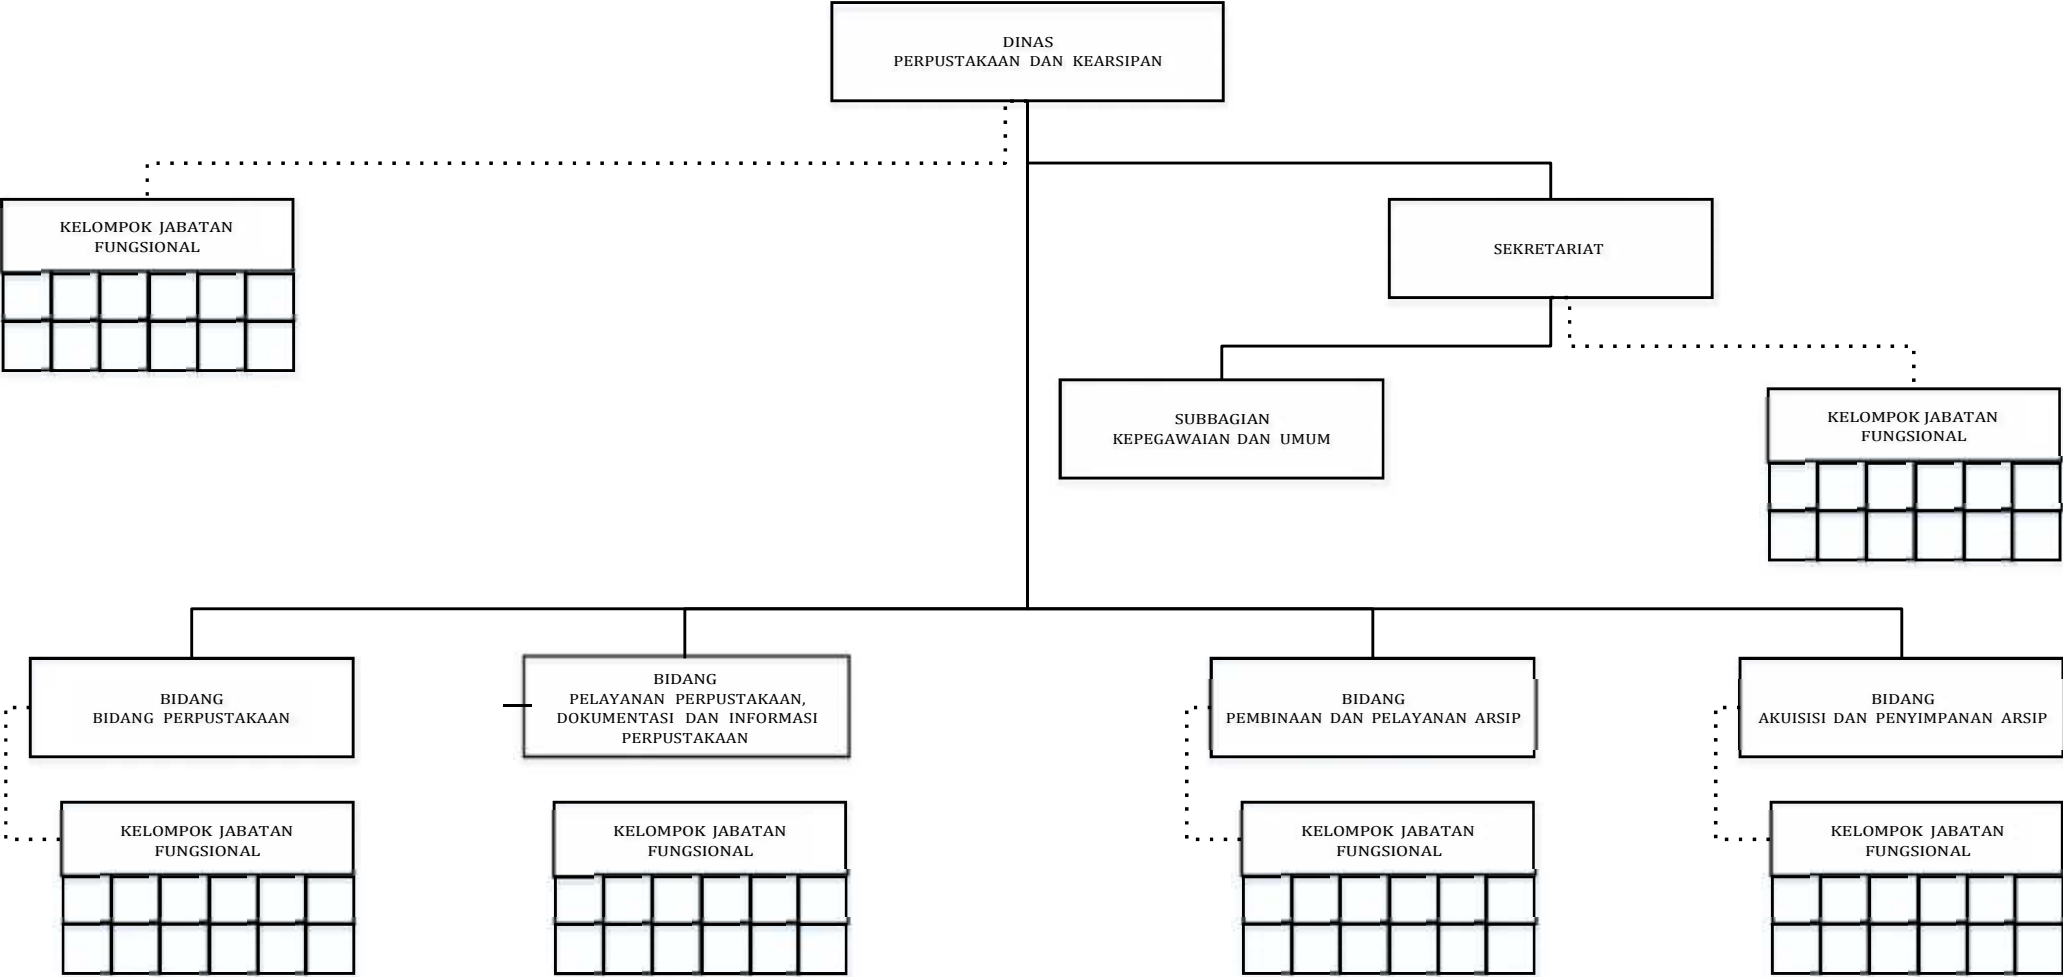 DINAS
PERPUSTAKAAN DAN KEARSIPAN
KELOMPOK JABATAN
FUNGSIONAL
SEKRETARIAT
SUBBAGIAN
KEPEGAWAIAN DAN UMUM
KELOMPOK JABATAN
FUNGSIONAL
BIDANG
BIDANG PERPUSTAKAAN
BIDANG
PELAYANAN PERPUSTAKAAN,
DOKUMENTASI DAN INFORMASI
PERPUSTAKAAN
BIDANG
PEMBINAAN DAN PELAYANAN ARSIP
BIDANG
AKUISISI DAN PENYIMPANAN ARSIP
KELOMPOK JABATAN
FUNGSIONAL
KELOMPOK JABATAN
FUNGSIONAL
KELOMPOK JABATAN
FUNGSIONAL
KELOMPOK JABATAN
FUNGSIONAL